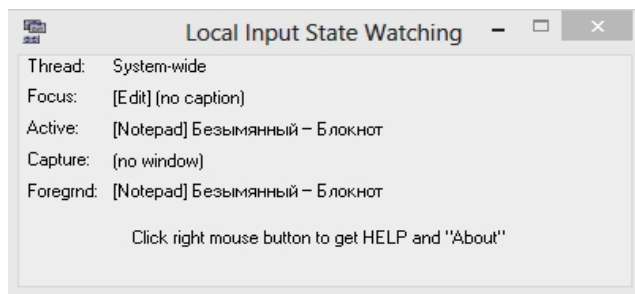 Local Input State Watching
Thread: System-wide
Focus: [Edit] (no caption)
Active: [Notepad] Безымянный – Блокнот
Capture: (no window)
Foregrnd: [Notepad] Безымянный – Блокнот
Click right mouse button to get HELP and "About"